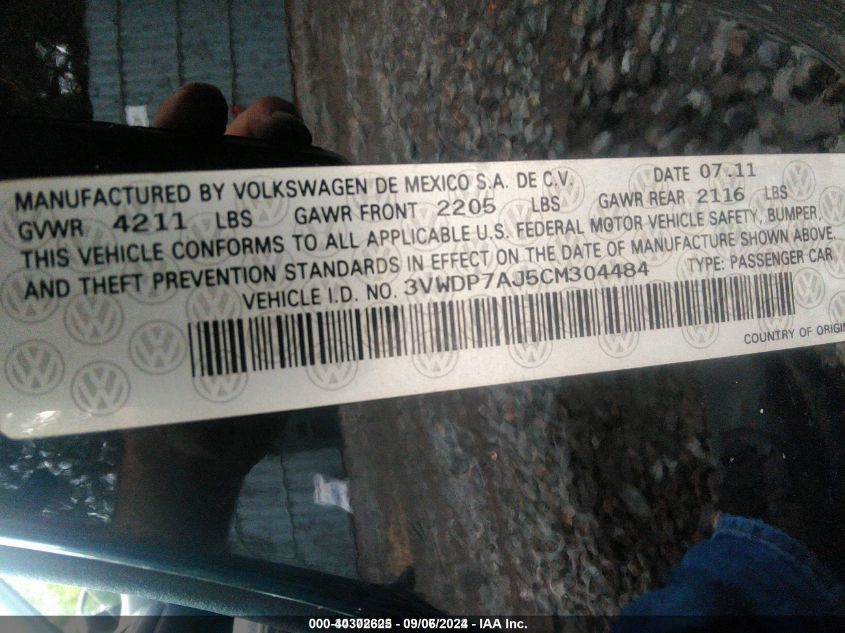 MANUFACTURED BY VOLKSWAGEN DE MEXICO S.A. DE C.V. DATE 07.11
GVWR 4211 LBS GAWR FRONT 2205 LBS GAWR REAR 2116 LBS
THIS VEHICLE CONFORMS TO ALL APPLICABLE U.S. FEDERAL MOTOR VEHICLE SAFETY, BUMPER,
AND THEFT PREVENTION STANDARDS IN EFFECT ON THE DATE OF MANUFACTURE SHOWN ABOVE
VEHICLE I.D. NO. 3VWDP7AJ5CM304484 TYPE: PASSENGER CAR
COUNTRY OF ORIGIN
- 09/06/2024 - IAA Inc.